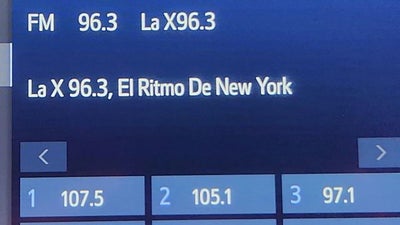 FM 96.3 La X96.3
La X 96.3, El Ritmo De New York
< >
1 107.5 2 105.1 3 97.1